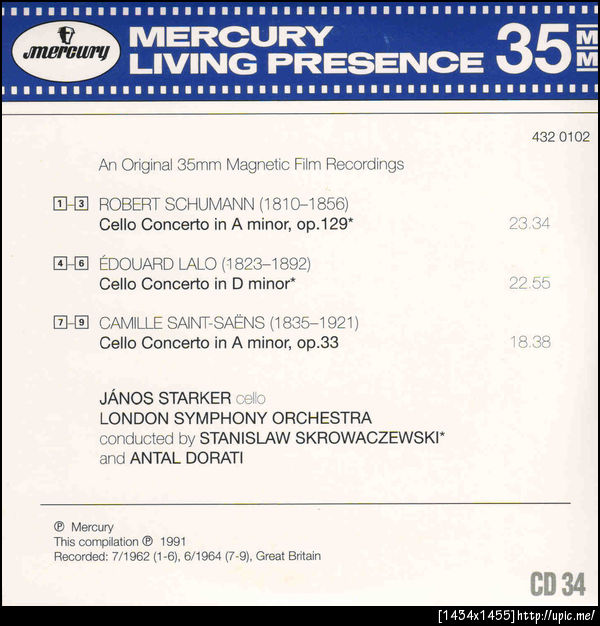 mercury
MERCURY
LIVING PRESENCE
35
MM
432 0102
An Original 35mm Magnetic Film Recordings
1-3 ROBERT SCHUMANN (1810–1856)
Cello Concerto in A minor, op.129* 23.34
4-6 ÉDOUARD LALO (1823–1892)
Cello Concerto in D minor* 22.55
7-9 CAMILLE SAINT-SAËNS (1835–1921)
Cello Concerto in A minor, op.33 18.38
JÁNOS STARKER cello
LONDON SYMPHONY ORCHESTRA
conducted by STANISLAW SKROWACZEWSKI*
and ANTAL DORATI
℗ Mercury
This compilation ℗ 1991
Recorded: 7/1962 (1-6), 6/1964 (7-9), Great Britain
CD 34
[1434x1455]http://upic.me/